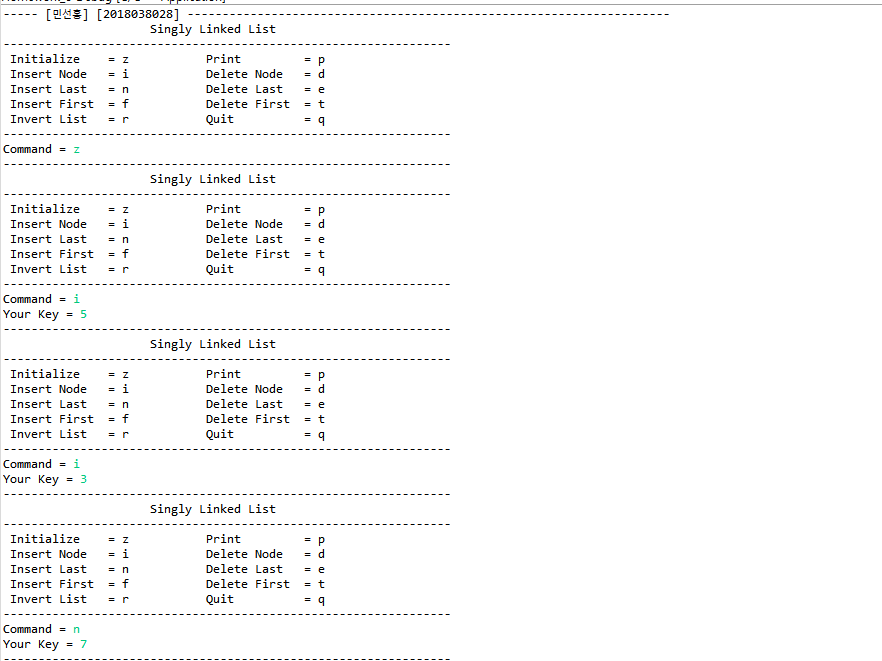 ----- [민선홍] [2018038028] ---------------------------------------------------------------------
Singly Linked List
----------------------------------------------------------------
Initialize    = z           Print         = p
Insert Node   = i           Delete Node   = d
Insert Last   = n           Delete Last   = e
Insert First  = f           Delete First  = t
Invert List   = r           Quit          = q
----------------------------------------------------------------
Command = z
----------------------------------------------------------------
Singly Linked List
----------------------------------------------------------------
Initialize    = z           Print         = p
Insert Node   = i           Delete Node   = d
Insert Last   = n           Delete Last   = e
Insert First  = f           Delete First  = t
Invert List   = r           Quit          = q
----------------------------------------------------------------
Command = i
Your Key = 5
----------------------------------------------------------------
Singly Linked List
----------------------------------------------------------------
Initialize    = z           Print         = p
Insert Node   = i           Delete Node   = d
Insert Last   = n           Delete Last   = e
Insert First  = f           Delete First  = t
Invert List   = r           Quit          = q
----------------------------------------------------------------
Command = i
Your Key = 3
----------------------------------------------------------------
Singly Linked List
----------------------------------------------------------------
Initialize    = z           Print         = p
Insert Node   = i           Delete Node   = d
Insert Last   = n           Delete Last   = e
Insert First  = f           Delete First  = t
Invert List   = r           Quit          = q
----------------------------------------------------------------
Command = n
Your Key = 7
----------------------------------------------------------------